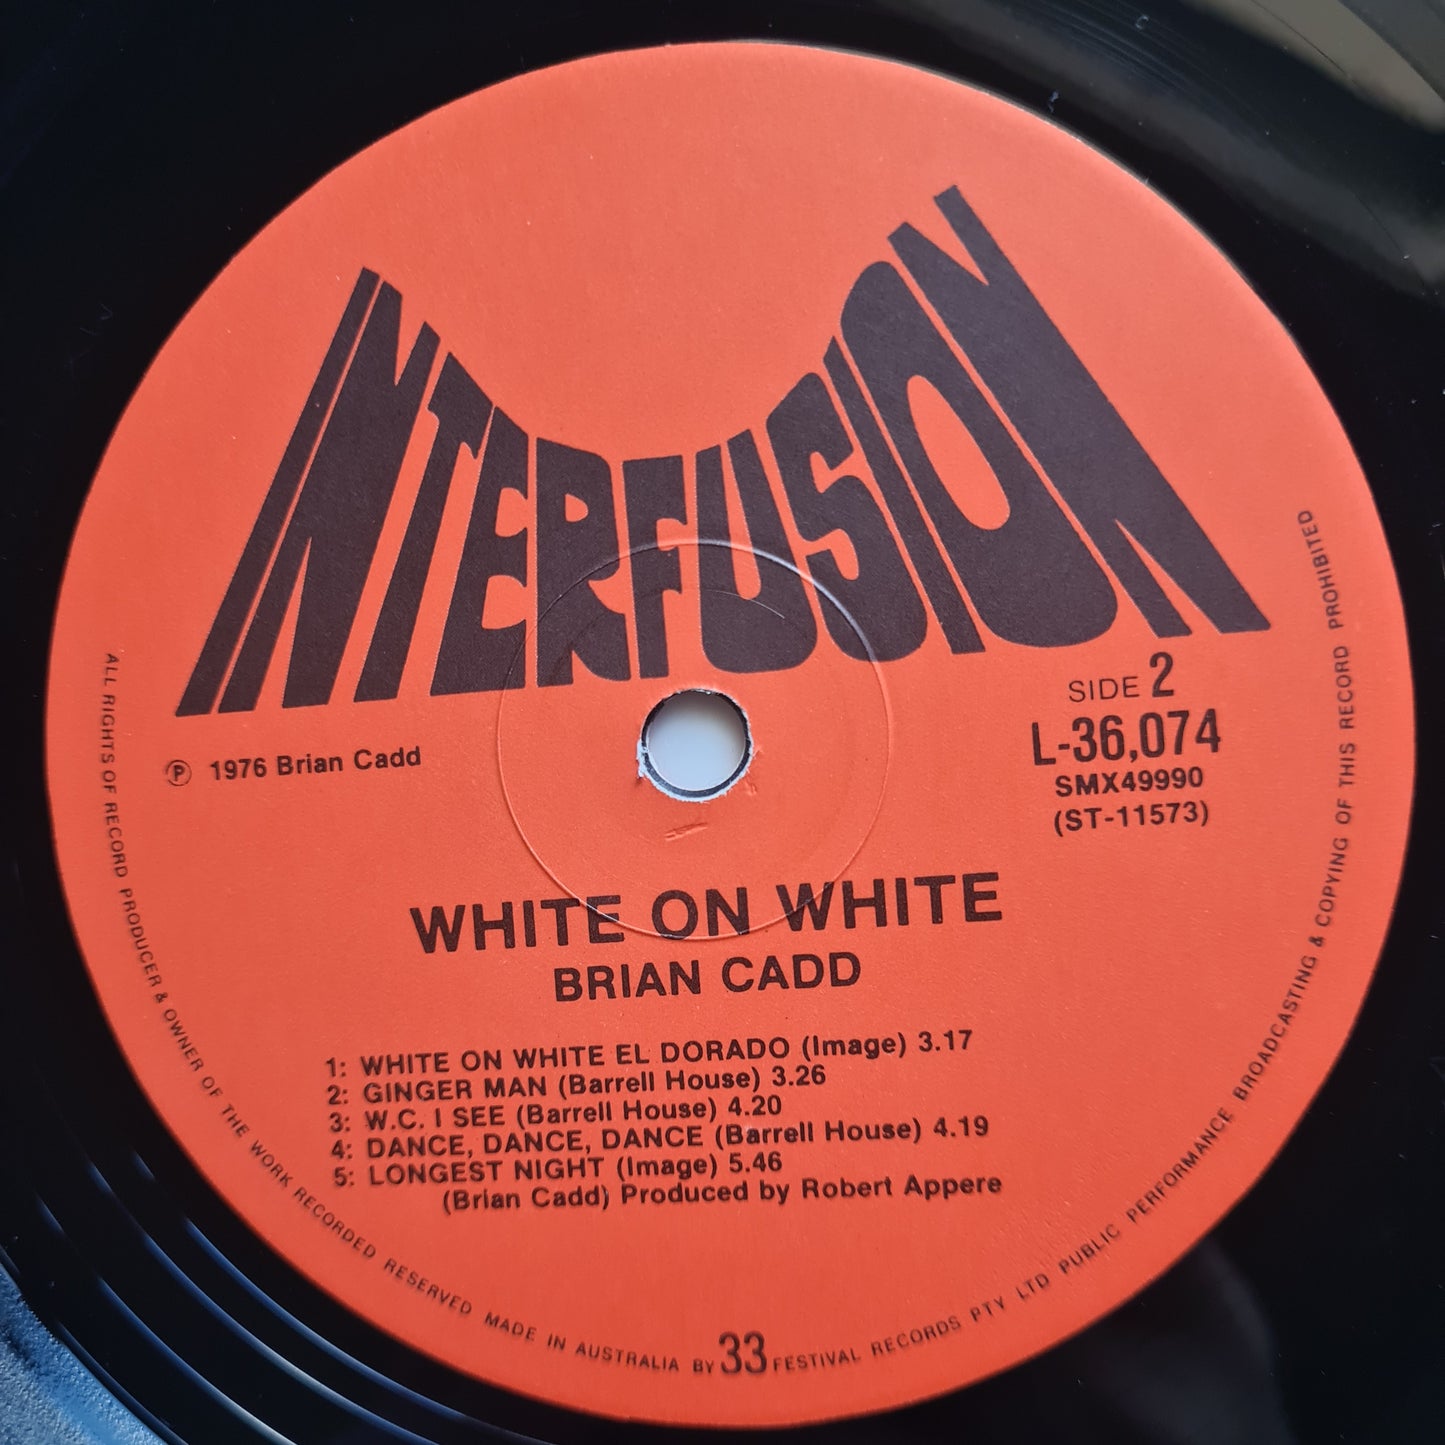 INTERFUSION
SIDE 2
L-36,074
SMX49990
(ST-11573)
℗ 1976 Brian Cadd
WHITE ON WHITE
BRIAN CADD
1: WHITE ON WHITE EL DORADO (Image) 3.17
2: GINGER MAN (Barrell House) 3.26
3: W.C. I SEE (Barrell House) 4.20
4: DANCE, DANCE, DANCE (Barrell House) 4.19
5: LONGEST NIGHT (Image) 5.46
(Brian Cadd) Produced by Robert Appere
33
ALL RIGHTS OF RECORD PRODUCER & OWNER OF THE WORK RECORDED RESERVED MADE IN AUSTRALIA BY FESTIVAL RECORDS PTY LTD PUBLIC PERFORMANCE BROADCASTING & COPYING OF THIS RECORD PROHIBITED